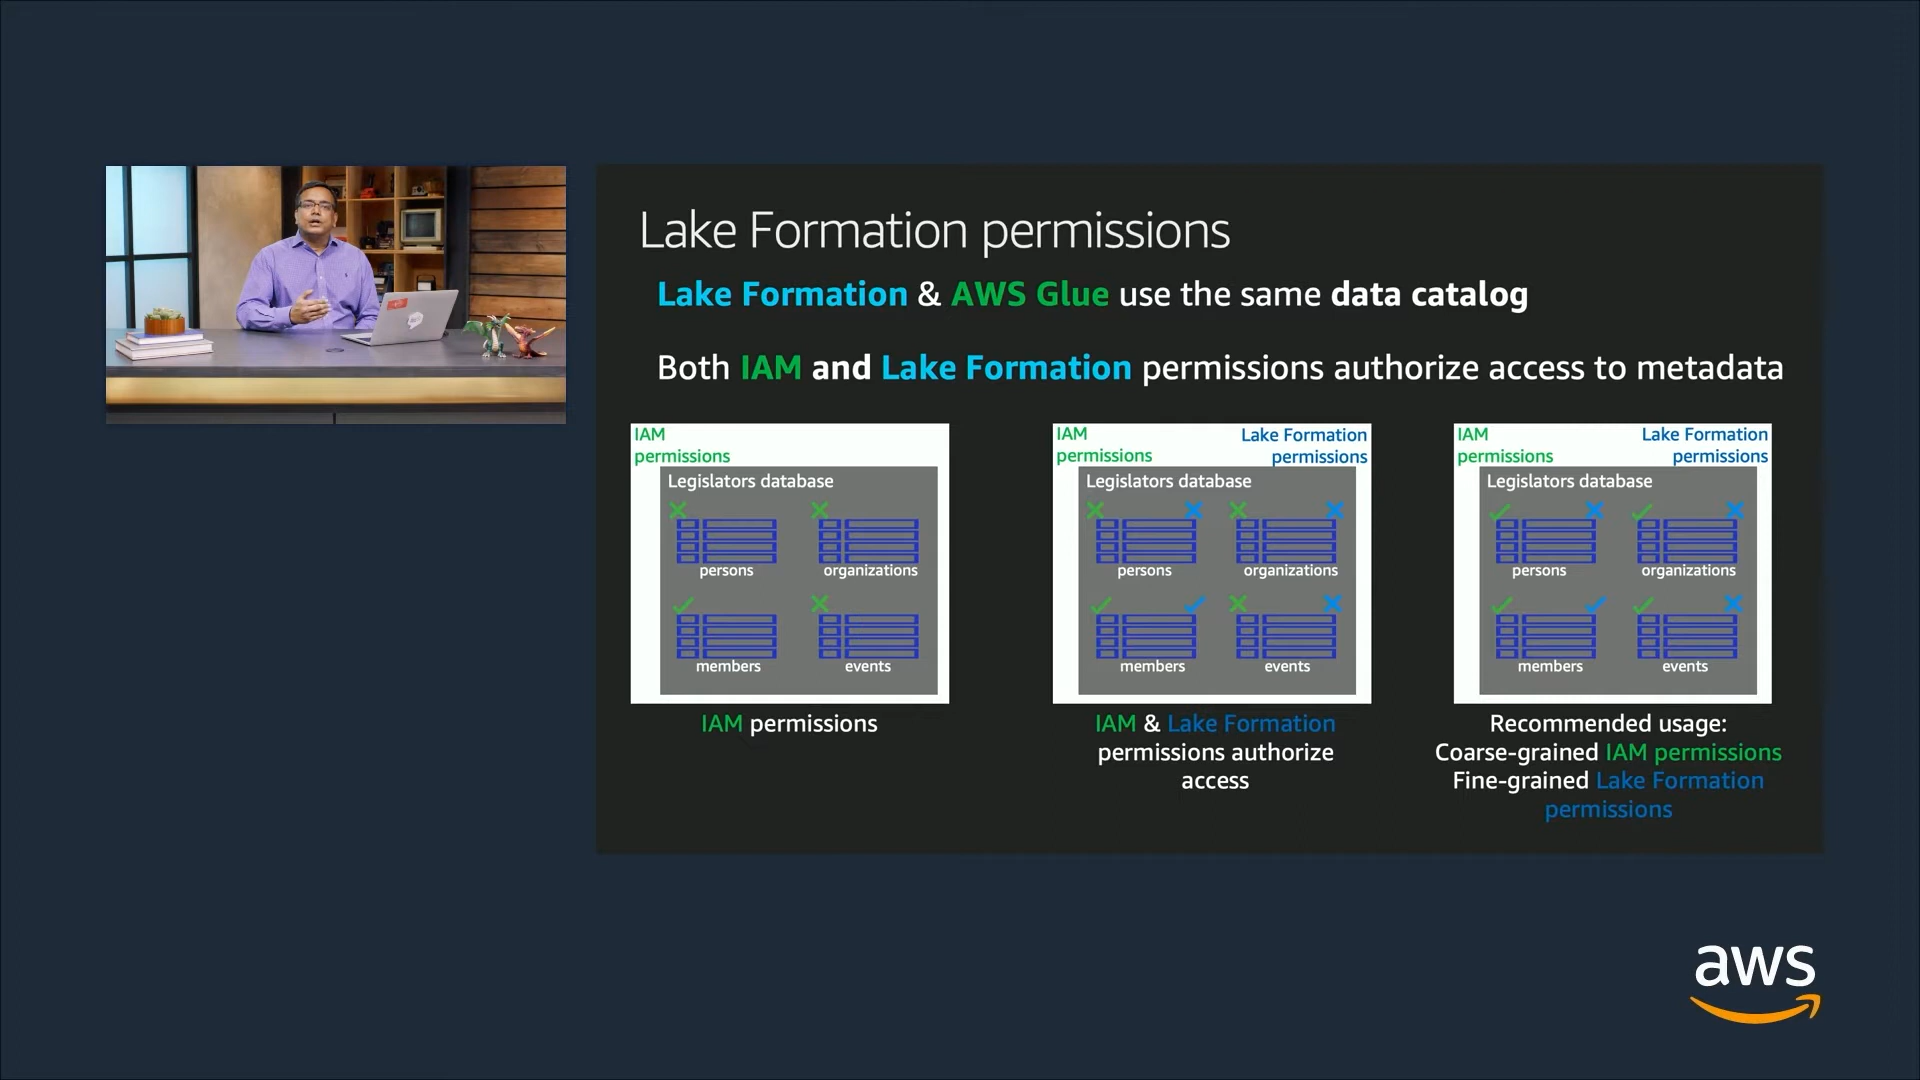 Lake Formation permissions
Lake Formation & AWS Glue use the same data catalog
Both IAM and Lake Formation permissions authorize access to metadata
IAM
permissions
Legislators database
persons
organizations
members
events
IAM permissions
IAM
permissions
Lake Formation
permissions
Legislators database
persons
organizations
members
events
IAM & Lake Formation
permissions authorize
access
IAM
permissions
Lake Formation
permissions
Legislators database
persons
organizations
members
events
Recommended usage:
Coarse-grained IAM permissions
Fine-grained Lake Formation
permissions
aws